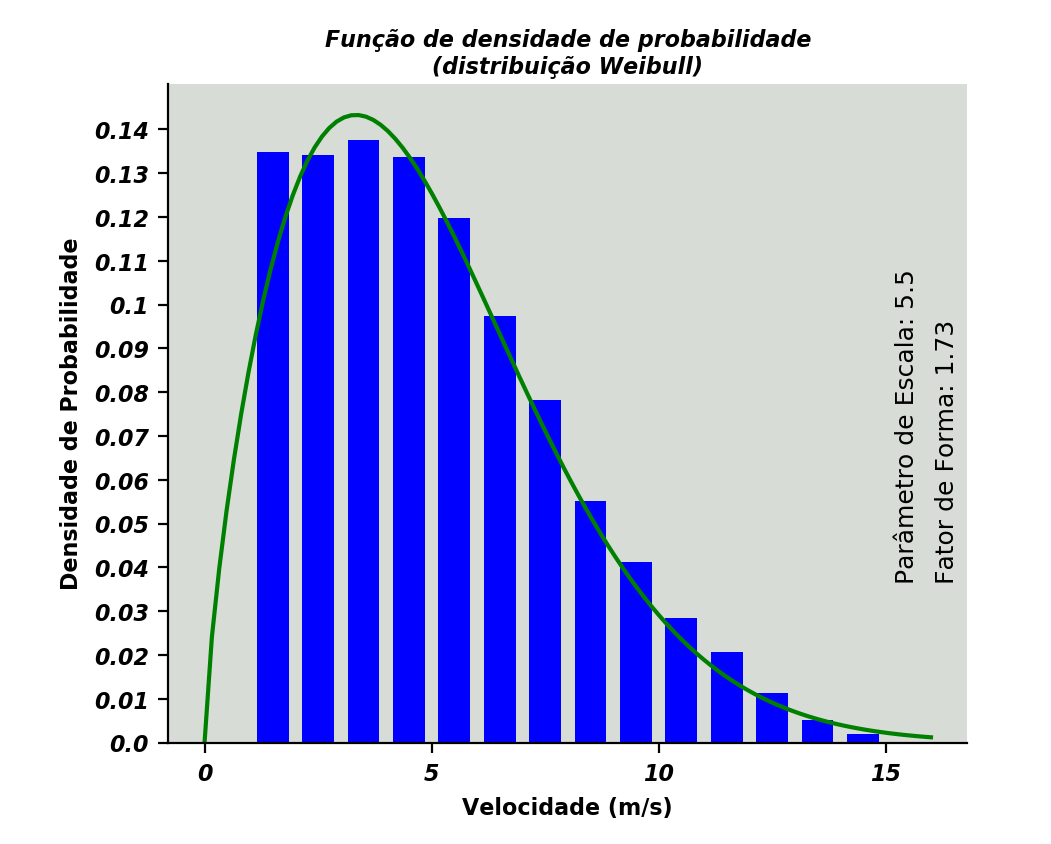 Função de densidade de probabilidade
(distribuição Weibull)
0.14
0.13
0.12
0.11
0.1
0.09
0.08
0.07
0.06
0.05
0.04
0.03
0.02
0.01
0.0
Densidade de Probabilidade
Parâmetro de Escala: 5.5
Fator de Forma: 1.73
0 5 10 15
Velocidade (m/s)